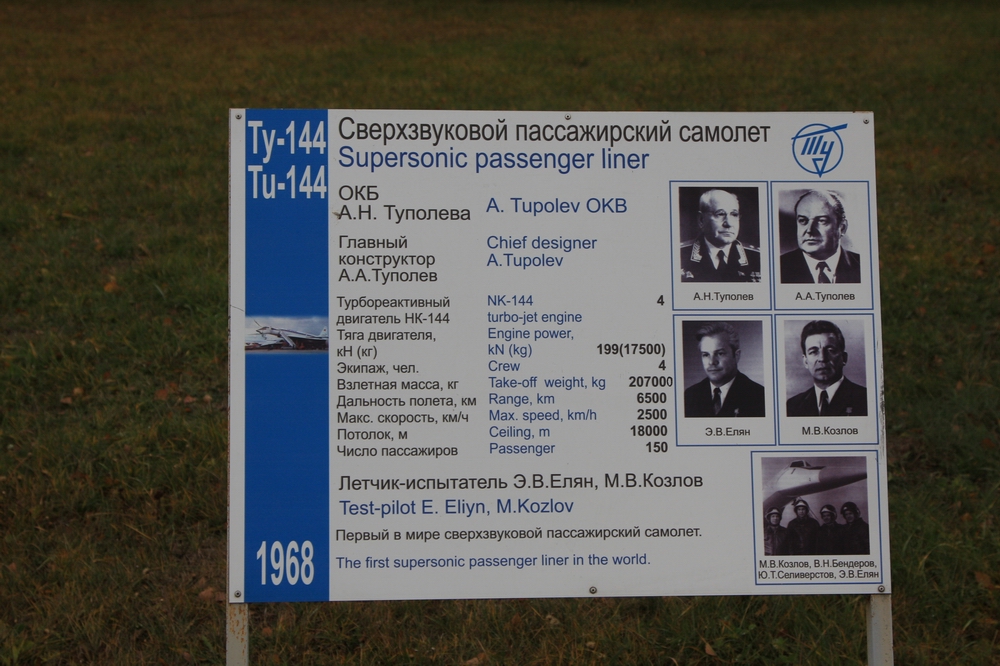 Ту-144
Tu-144
Сверхзвуковой пассажирский самолет
Supersonic passenger liner
Ту
ОКБ
А.Н. Туполева
A. Tupolev OKB
Главный
конструктор
А.А.Туполев
Chief designer
A.Tupolev
А.Н.Туполев
А.А.Туполев
Турбореактивный NK-144 4
двигатель НК-144 turbo-jet engine
Тяга двигателя, Engine power,
кН (кг) kN (kg) 199(17500)
Экипаж, чел. Crew 4
Взлетная масса, кг Take-off weight, kg 207000
Дальность полета, км Range, km 6500
Макс. скорость, км/ч Max. speed, km/h 2500
Потолок, м Ceiling, m 18000
Число пассажиров Passenger 150
Э.В.Елян
М.В.Козлов
Летчик-испытатель Э.В.Елян, М.В.Козлов
Test-pilot E. Eliyn, M.Kozlov
Первый в мире сверхзвуковой пассажирский самолет.
The first supersonic passenger liner in the world.
1968
М.В.Козлов, В.Н.Бендеров,
Ю.Т.Селиверстов, Э.В.Елян